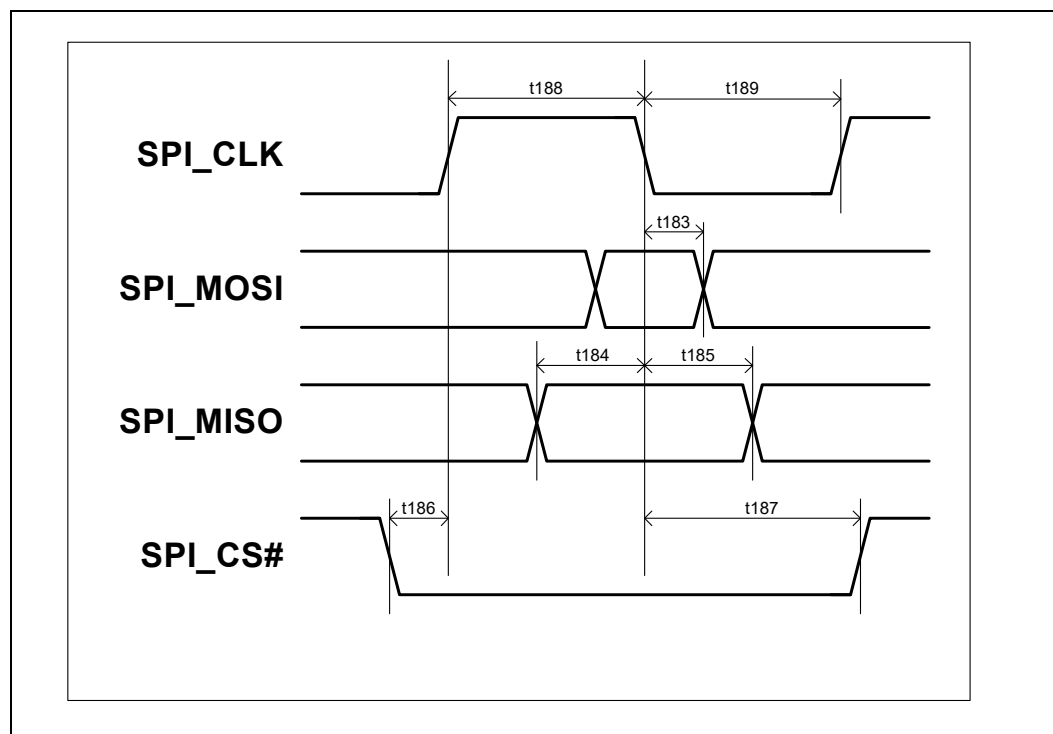 t188
t189
SPI_CLK
t183
SPI_MOSI
t184
t185
SPI_MISO
t186
t187
SPI_CS#